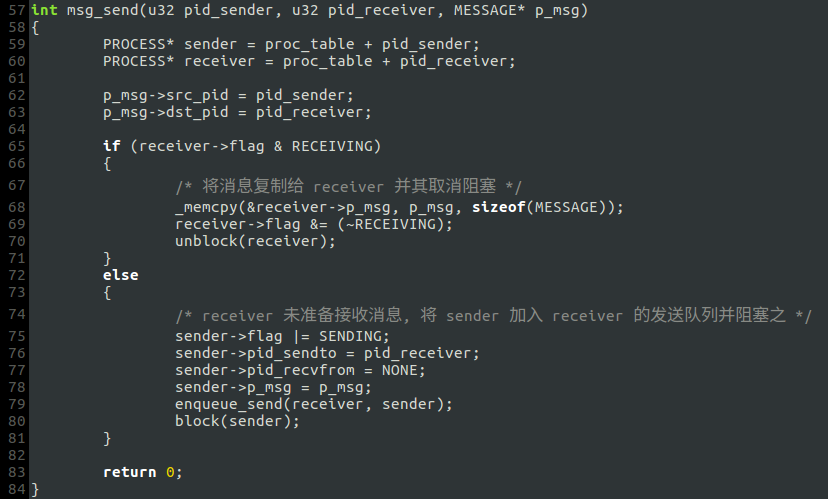 57 int msg_send(u32 pid_sender, u32 pid_receiver, MESSAGE* p_msg)
58 {
59         PROCESS* sender = proc_table + pid_sender;
60         PROCESS* receiver = proc_table + pid_receiver;
61
62         p_msg->src_pid = pid_sender;
63         p_msg->dst_pid = pid_receiver;
64
65         if (receiver->flag & RECEIVING)
66         {
67                 /* 将消息复制给 receiver 并其取消阻塞 */
68                 _memcpy(&receiver->p_msg, p_msg, sizeof(MESSAGE));
69                 receiver->flag &= (~RECEIVING);
70                 unblock(receiver);
71         }
72         else
73         {
74                 /* receiver 未准备接收消息, 将 sender 加入 receiver 的发送队列并阻塞之 */
75                 sender->flag |= SENDING;
76                 sender->pid_sendto = pid_receiver;
77                 sender->pid_recvfrom = NONE;
78                 sender->p_msg = p_msg;
79                 enqueue_send(receiver, sender);
80                 block(sender);
81         }
82
83         return 0;
84 }